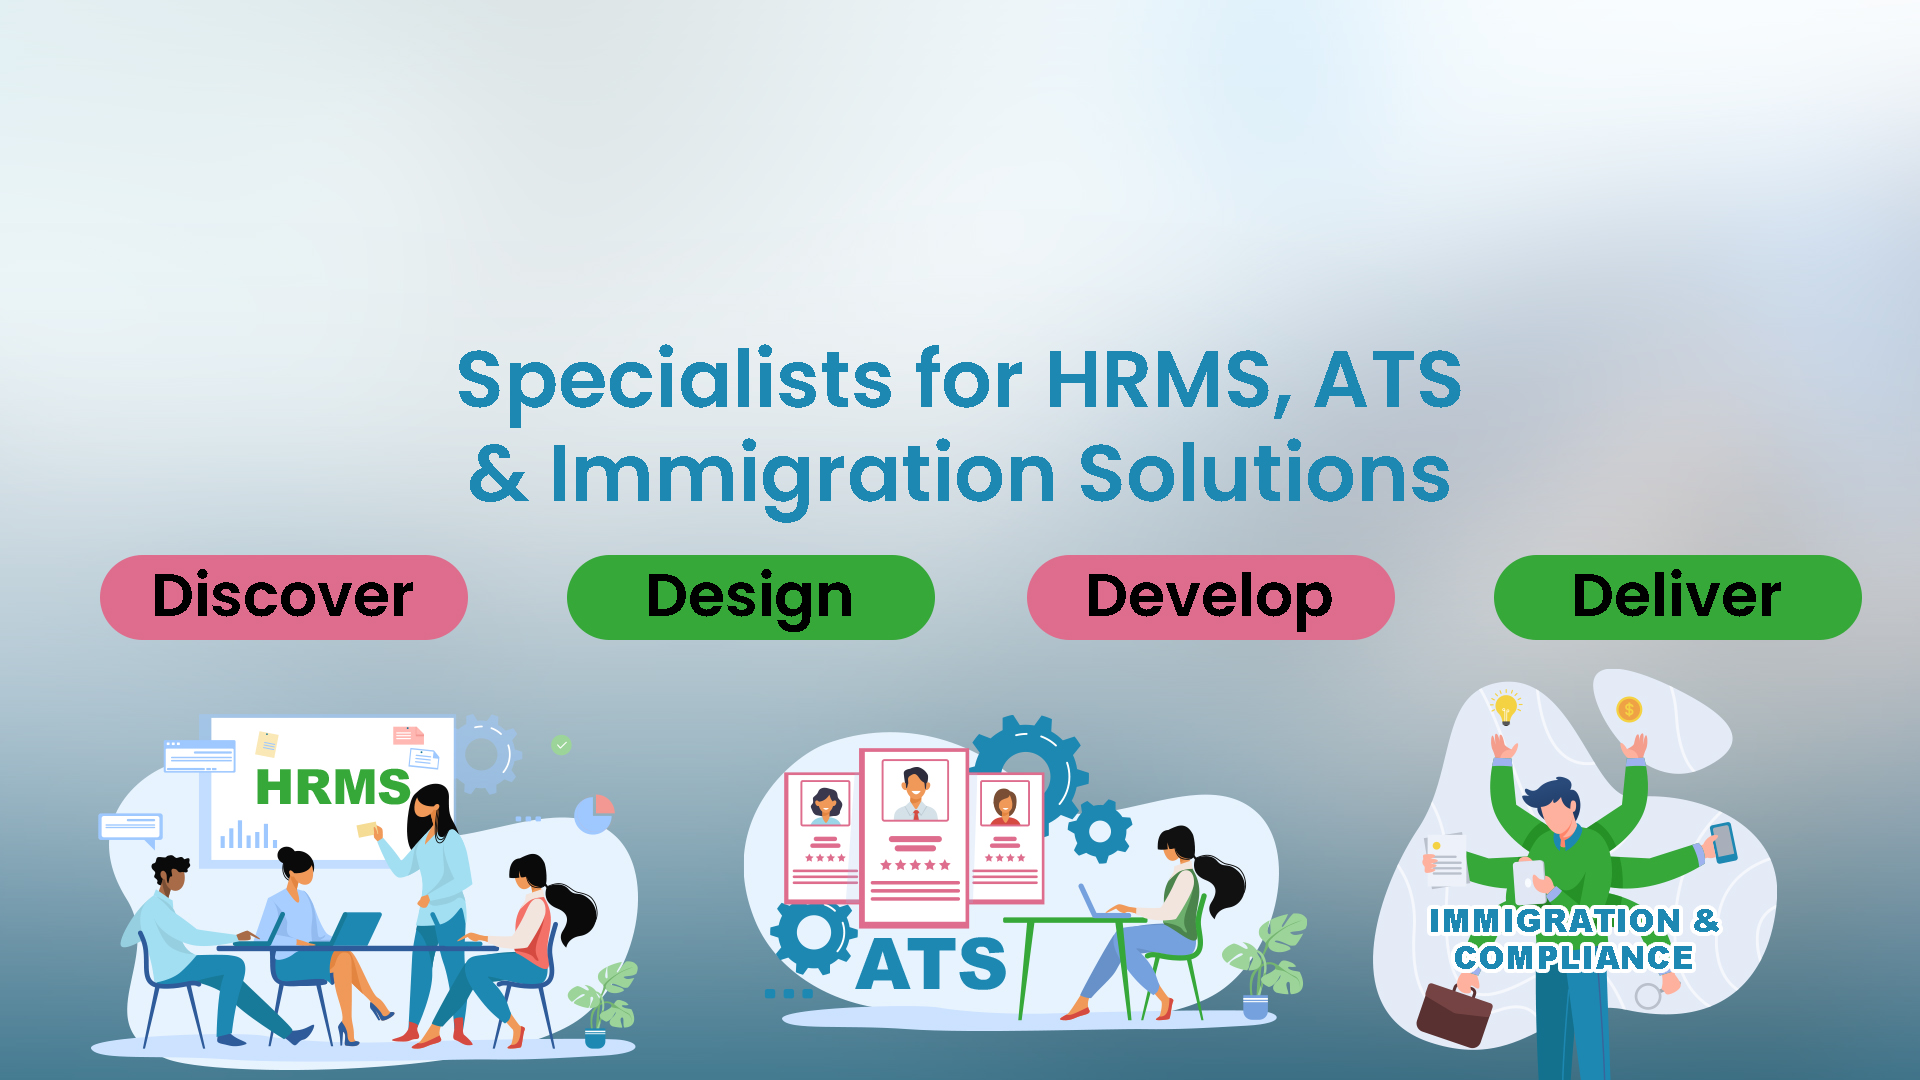 Specialists for HRMS, ATS
& Immigration Solutions
Discover
Design
Develop
Deliver
HRMS
ATS
IMMIGRATION &
COMPLIANCE